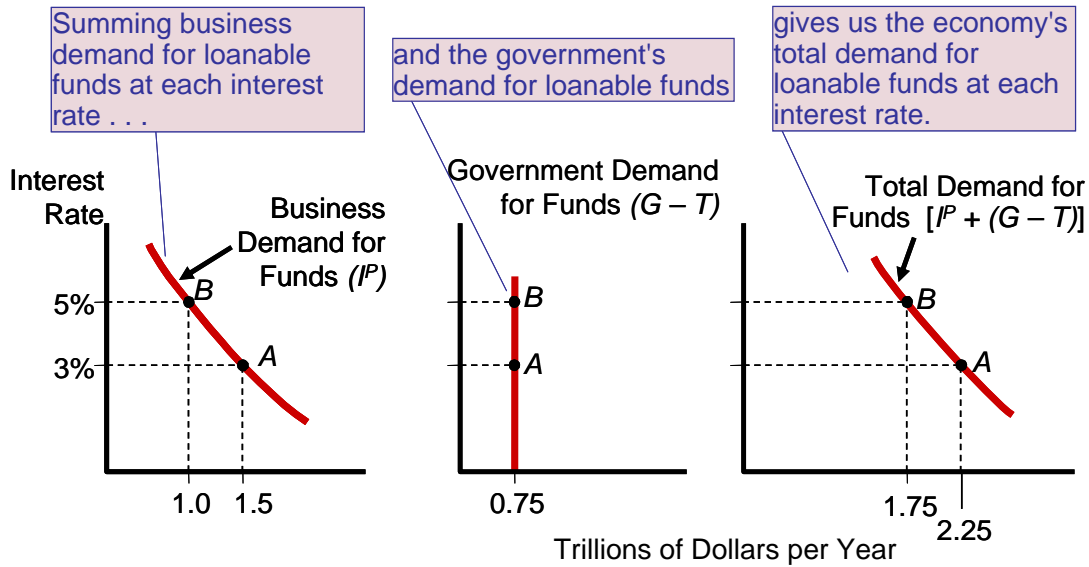 Summing business
demand for loanable
funds at each interest
rate . . .
and the government's
demand for loanable funds
gives us the economy's
total demand for
loanable funds at each
interest rate.
Interest
Rate
Business
Demand for
Funds (I^P)
B
A
5%
3%
1.0
1.5
Government Demand
for Funds (G – T)
B
A
0.75
Total Demand for
Funds [I^P + (G – T)]
B
A
1.75
2.25
Trillions of Dollars per Year